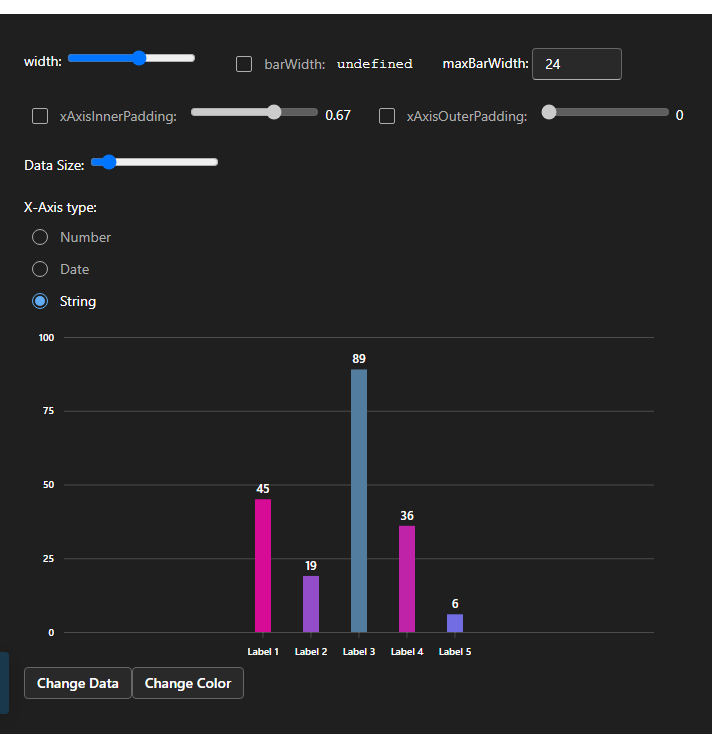 width: barWidth: undefined maxBarWidth: 24
xAxisInnerPadding: 0.67 xAxisOuterPadding: 0
Data Size:
X-Axis type:
Number
Date
String
100
89
75
50
45
36
25
19
6
0
Label 1 Label 2 Label 3 Label 4 Label 5
Change Data Change Color